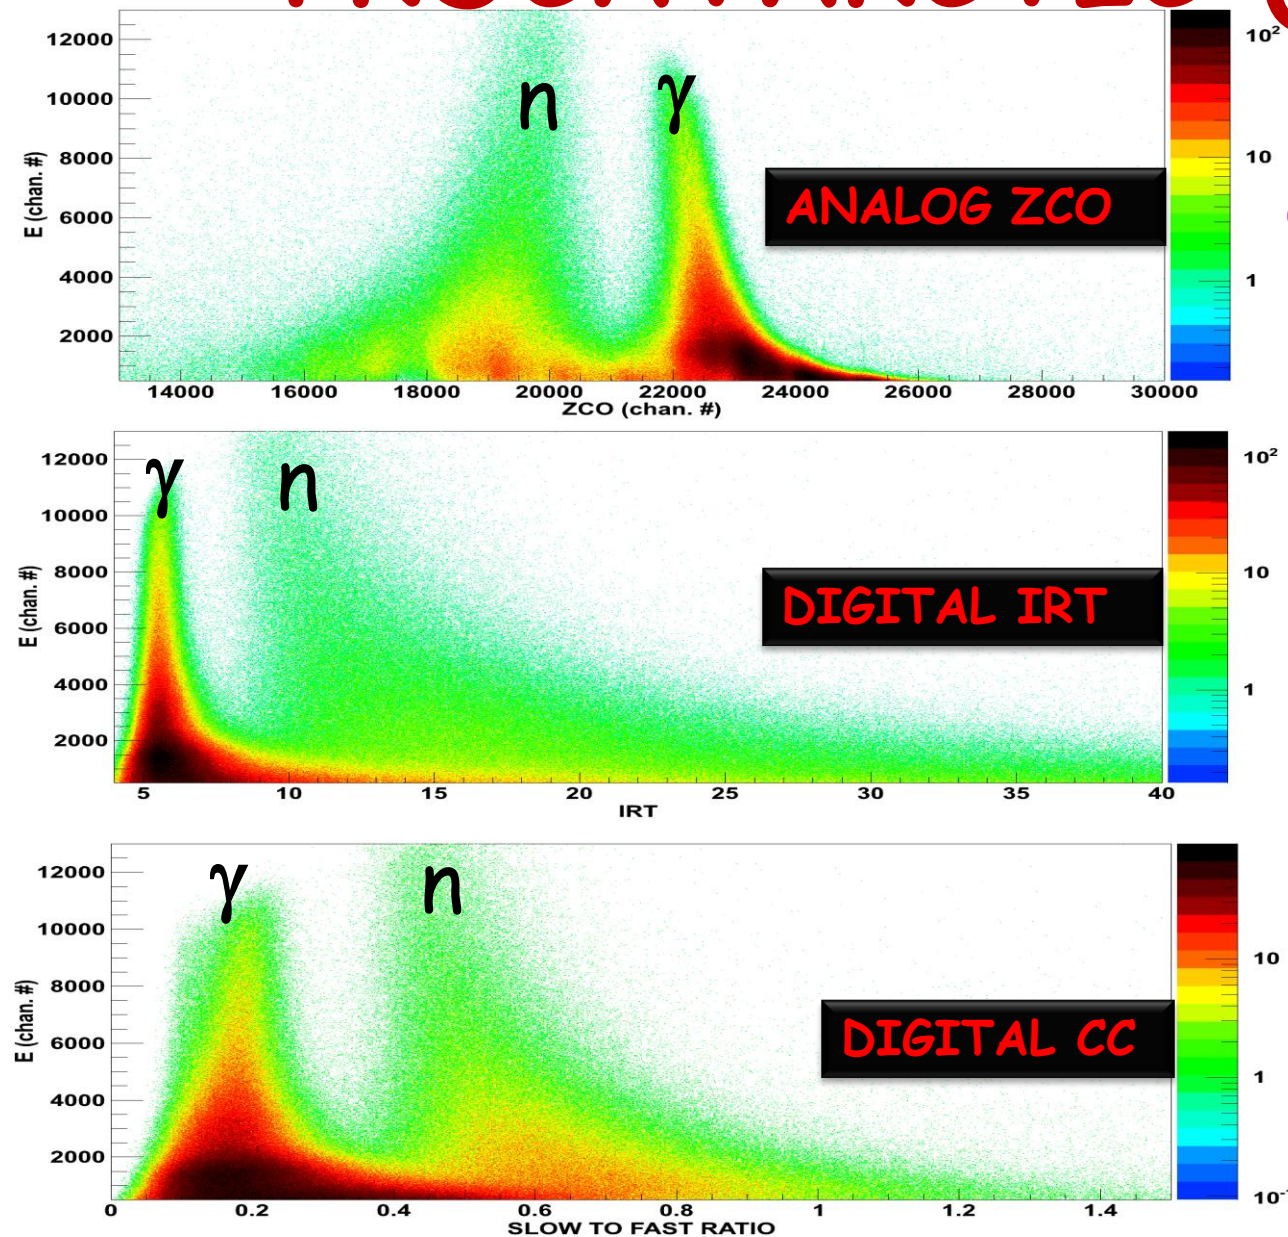 12000
10000
8000
6000
4000
2000
E (chan. #)
n
γ
ANALOG ZCO
10²
10
1
14000 16000 18000 20000 22000 24000 26000 28000 30000
ZCO (chan. #)
12000
10000
8000
6000
4000
2000
E (chan. #)
γ
n
DIGITAL IRT
10²
10
1
5 10 15 20 25 30 35 40
IRT
12000
10000
8000
6000
4000
2000
E (chan. #)
γ
n
DIGITAL CC
10
1
0 0.2 0.4 0.6 0.8 1 1.2 1.4
SLOW TO FAST RATIO